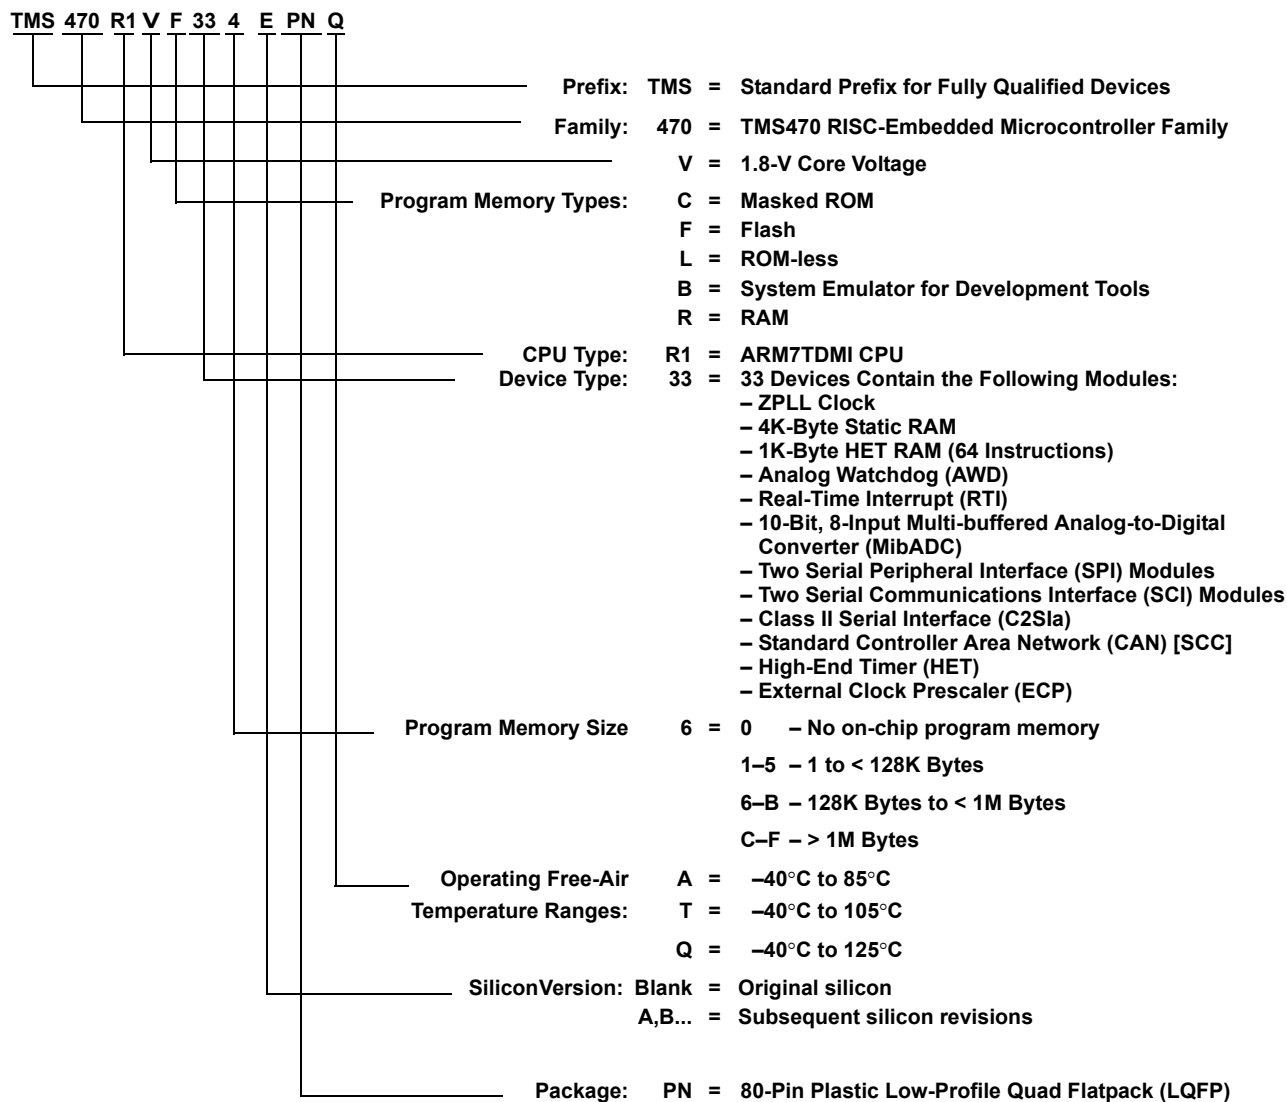 TMS 470 R1 V F 33 4 E PN Q
Prefix: TMS = Standard Prefix for Fully Qualified Devices
Family: 470 = TMS470 RISC-Embedded Microcontroller Family
V = 1.8-V Core Voltage
Program Memory Types: C = Masked ROM
F = Flash
L = ROM-less
B = System Emulator for Development Tools
R = RAM
CPU Type: R1 = ARM7TDMI CPU
Device Type: 33 = 33 Devices Contain the Following Modules:
– ZPLL Clock
– 4K-Byte Static RAM
– 1K-Byte HET RAM (64 Instructions)
– Analog Watchdog (AWD)
– Real-Time Interrupt (RTI)
– 10-Bit, 8-Input Multi-buffered Analog-to-Digital
Converter (MibADC)
– Two Serial Peripheral Interface (SPI) Modules
– Two Serial Communications Interface (SCI) Modules
– Class II Serial Interface (C2SIa)
– Standard Controller Area Network (CAN) [SCC]
– High-End Timer (HET)
– External Clock Prescaler (ECP)
Program Memory Size 6 = 0 – No on-chip program memory
1–5 – 1 to < 128K Bytes
6–B – 128K Bytes to < 1M Bytes
C–F – > 1M Bytes
Operating Free-Air A = –40°C to 85°C
Temperature Ranges: T = –40°C to 105°C
Q = –40°C to 125°C
SiliconVersion: Blank = Original silicon
A,B... = Subsequent silicon revisions
Package: PN = 80-Pin Plastic Low-Profile Quad Flatpack (LQFP)